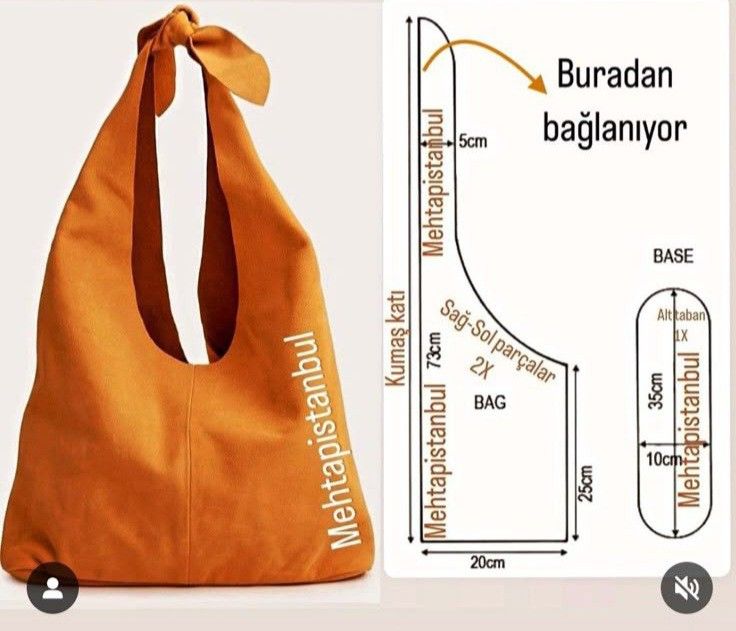 Mehtapistanbul
Buradan
bağlanıyor
5cm
Mehtapistanbul
Kumaş katı
73cm
Sağ-Sol parçalar
2X
BAG
Mehtapistanbul
25cm
20cm
BASE
Alt taban
1X
35cm
10cm
Mehtapistanbul